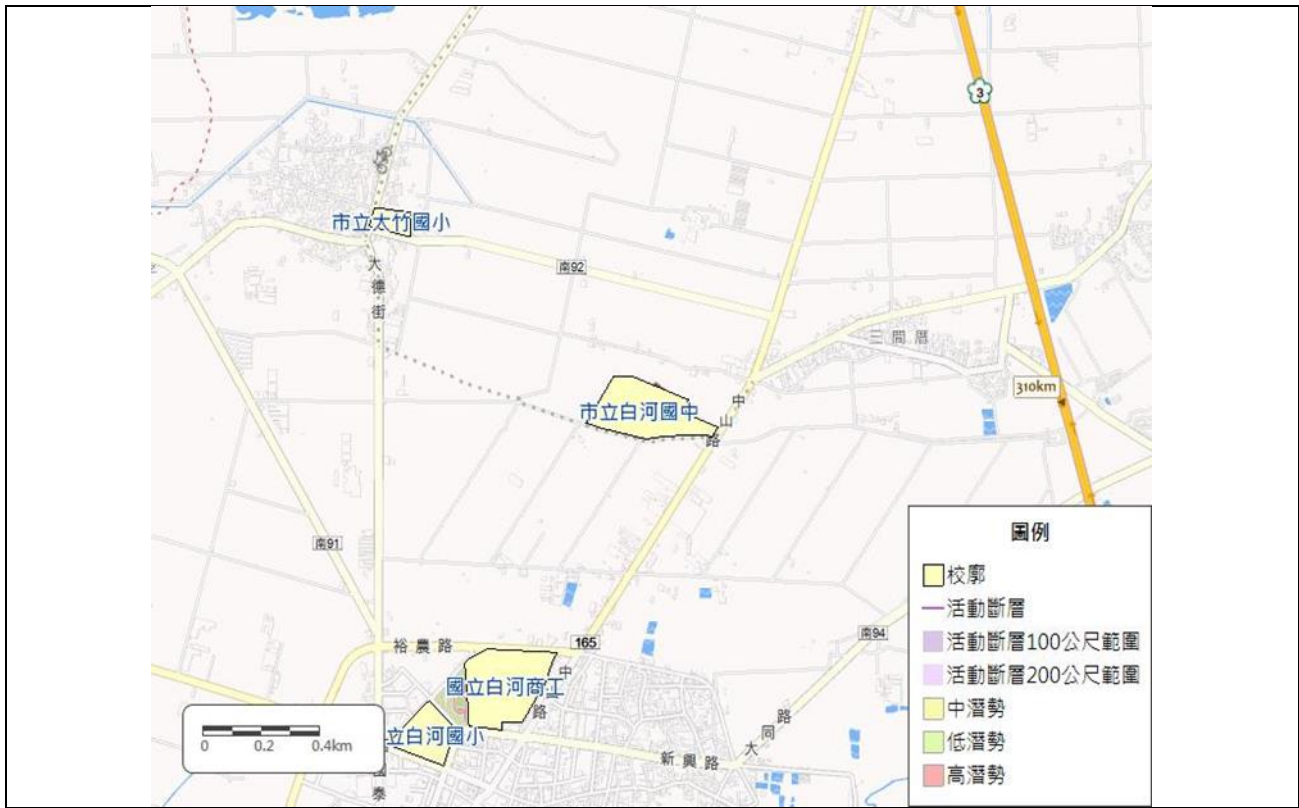 3
市立大竹國小
大德街
南92
三間厝
310km
市立白河國中
中山路
南91
圖例
校廓
活動斷層
活動斷層100公尺範圍
活動斷層200公尺範圍
中潛勢
低潛勢
高潛勢
裕農路
165
南94
國立白河商工
中
路
立白河國小
新興路
大同路
0 0.2 0.4km
國泰